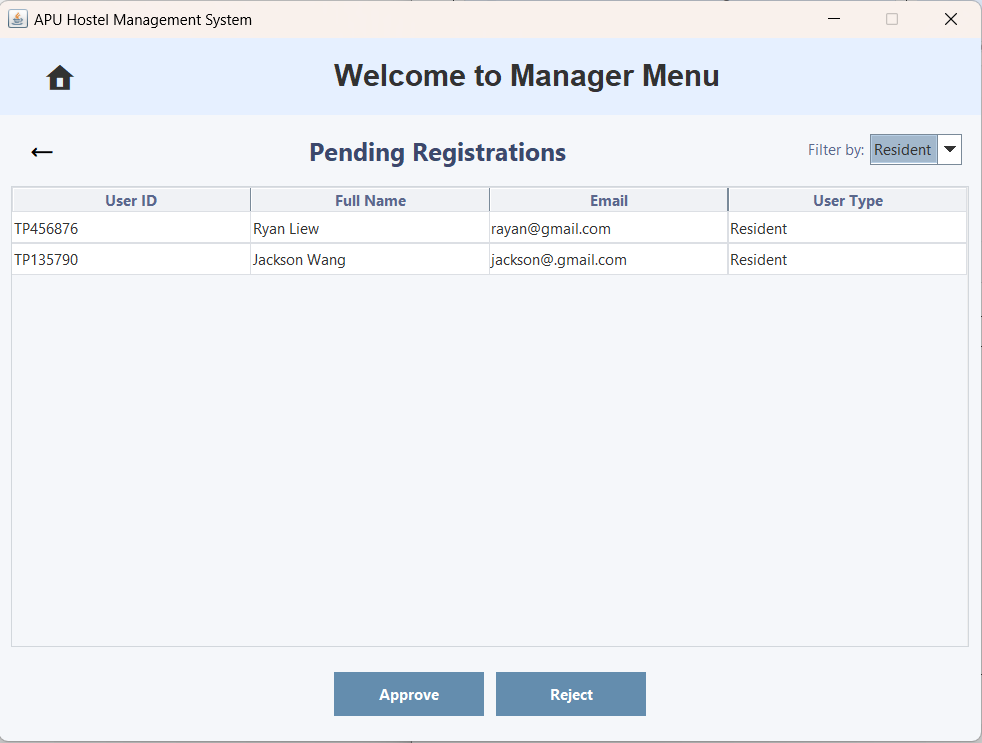 APU Hostel Management System
Welcome to Manager Menu
Pending Registrations
Filter by: Resident
User ID Full Name Email User Type
TP456876 Ryan Liew rayan@gmail.com Resident
TP135790 Jackson Wang jackson@.gmail.com Resident
Approve Reject